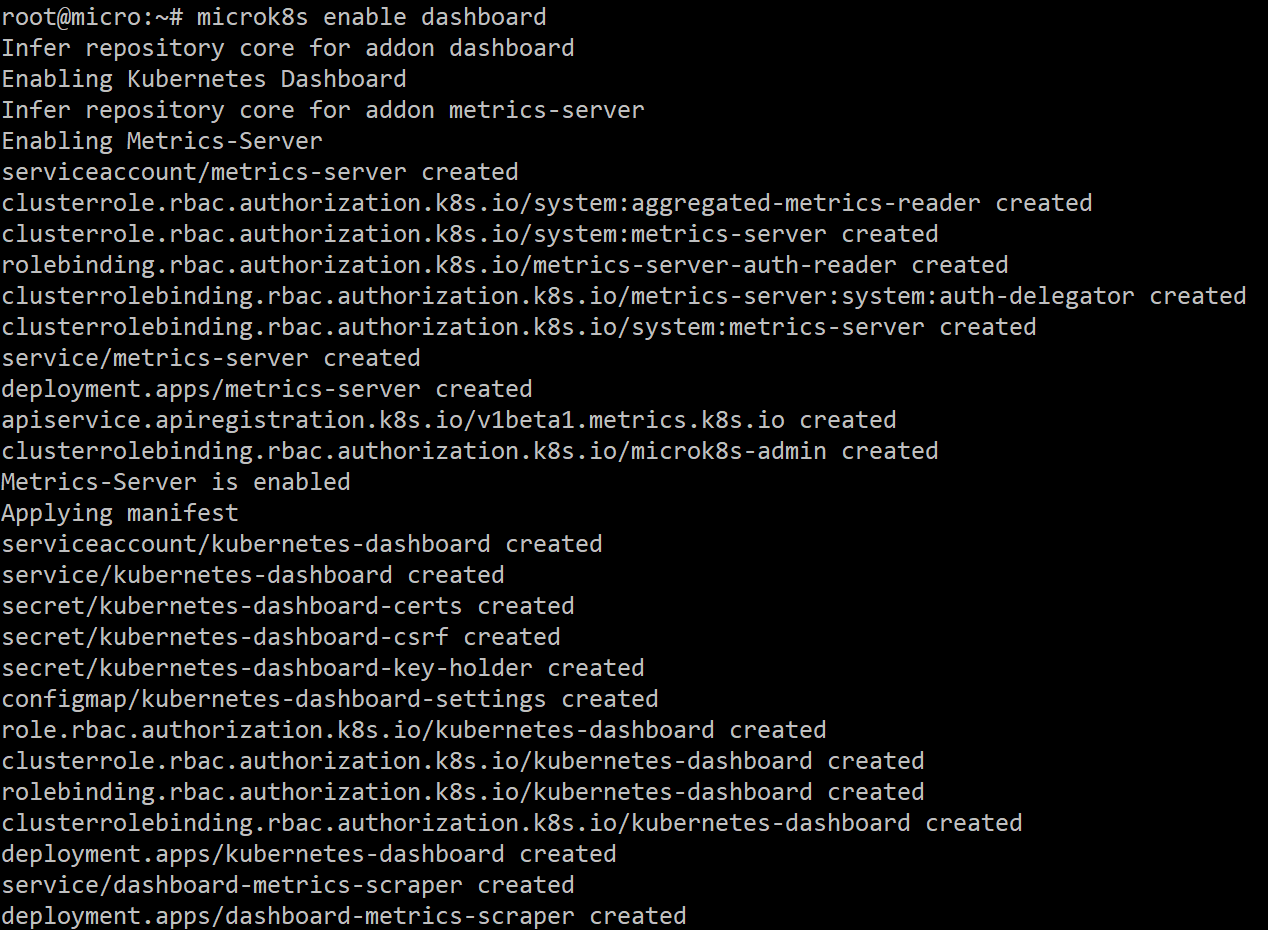 root@micro:~# microk8s enable dashboard
Infer repository core for addon dashboard
Enabling Kubernetes Dashboard
Infer repository core for addon metrics-server
Enabling Metrics-Server
serviceaccount/metrics-server created
clusterrole.rbac.authorization.k8s.io/system:aggregated-metrics-reader created
clusterrole.rbac.authorization.k8s.io/system:metrics-server created
rolebinding.rbac.authorization.k8s.io/metrics-server-auth-reader created
clusterrolebinding.rbac.authorization.k8s.io/metrics-server:system:auth-delegator created
clusterrolebinding.rbac.authorization.k8s.io/system:metrics-server created
service/metrics-server created
deployment.apps/metrics-server created
apiservice.apiregistration.k8s.io/v1beta1.metrics.k8s.io created
clusterrolebinding.rbac.authorization.k8s.io/microk8s-admin created
Metrics-Server is enabled
Applying manifest
serviceaccount/kubernetes-dashboard created
service/kubernetes-dashboard created
secret/kubernetes-dashboard-certs created
secret/kubernetes-dashboard-csrf created
secret/kubernetes-dashboard-key-holder created
configmap/kubernetes-dashboard-settings created
role.rbac.authorization.k8s.io/kubernetes-dashboard created
clusterrole.rbac.authorization.k8s.io/kubernetes-dashboard created
rolebinding.rbac.authorization.k8s.io/kubernetes-dashboard created
clusterrolebinding.rbac.authorization.k8s.io/kubernetes-dashboard created
deployment.apps/kubernetes-dashboard created
service/dashboard-metrics-scraper created
deployment.apps/dashboard-metrics-scraper created